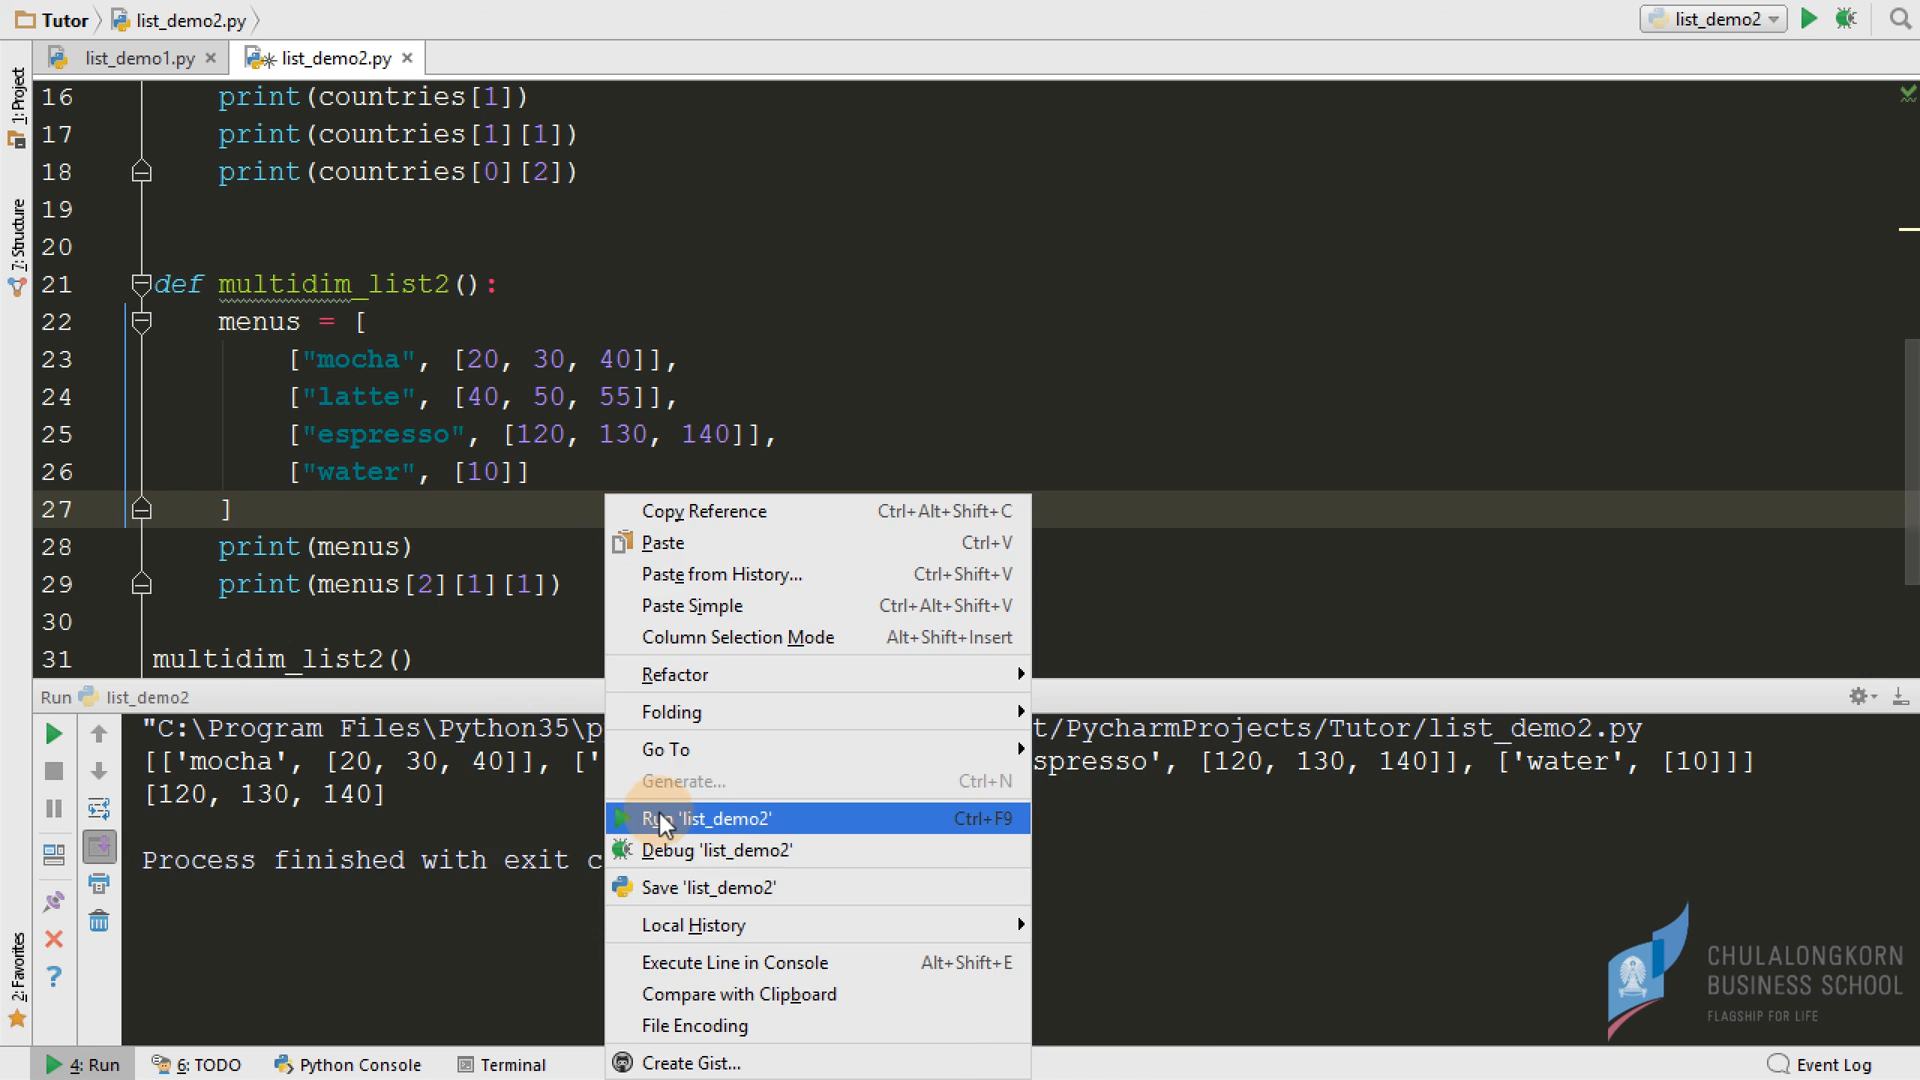 Tutor list_demo2.py list_demo2
list_demo1.py list_demo2.py
1: Project
7: Structure
2: Favorites
16 print(countries[1])
17 print(countries[1][1])
18 print(countries[0][2])
19
20
21 def multidim_list2():
22 menus = [
23 ["mocha", [20, 30, 40]],
24 ["latte", [40, 50, 55]],
25 ["espresso", [120, 130, 140]],
26 ["water", [10]]
27 ]
28 print(menus)
29 print(menus[2][1][1])
30
31 multidim_list2()
Copy Reference Ctrl+Alt+Shift+C
Paste Ctrl+V
Paste from History... Ctrl+Shift+V
Paste Simple Ctrl+Alt+Shift+V
Column Selection Mode Alt+Shift+Insert
Refactor
Folding
Go To
Generate... Ctrl+N
Run 'list_demo2' Ctrl+F9
Debug 'list_demo2'
Save 'list_demo2'
Local History
Execute Line in Console Alt+Shift+E
Compare with Clipboard
File Encoding
Create Gist...
Run list_demo2
"C:\Program Files\Python35\p t/PycharmProjects/Tutor/list_demo2.py
[['mocha', [20, 30, 40]], [' spresso', [120, 130, 140]], ['water', [10]]]
[120, 130, 140]
Process finished with exit c
CHULALONGKORN
BUSINESS SCHOOL
FLAGSHIP FOR LIFE
4: Run 6: TODO Python Console Terminal Event Log